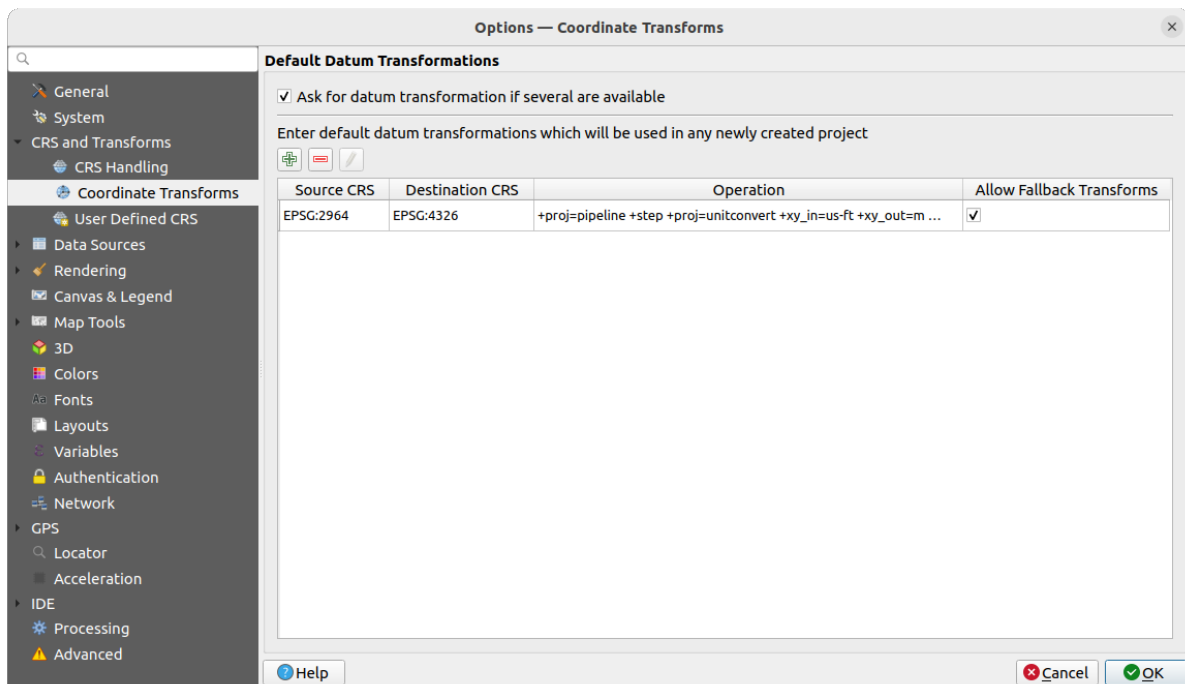 Options — Coordinate Transforms
General
System
CRS and Transforms
CRS Handling
Coordinate Transforms
User Defined CRS
Data Sources
Rendering
Canvas & Legend
Map Tools
3D
Colors
Fonts
Layouts
Variables
Authentication
Network
GPS
Locator
Acceleration
IDE
Processing
Advanced
Default Datum Transformations
Ask for datum transformation if several are available
Enter default datum transformations which will be used in any newly created project
Source CRS Destination CRS Operation Allow Fallback Transforms
EPSG:2964 EPSG:4326 +proj=pipeline +step +proj=unitconvert +xy_in=us-ft +xy_out=m ...
Help Cancel OK